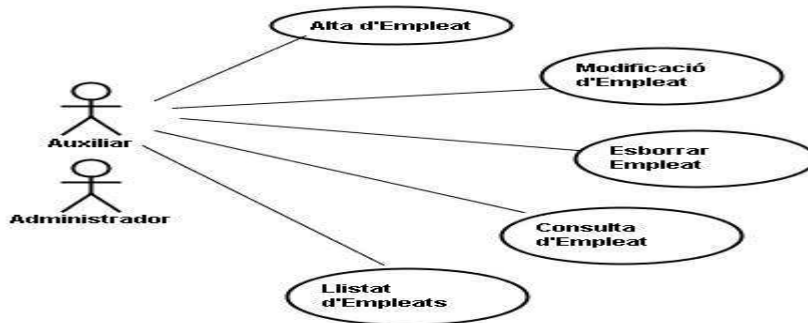 Alta d'Empleat
Modificació
d'Empleat
Auxiliar
Esborrar
Empleat
Administrador
Consulta
d'Empleat
Llistat
d'Empleats